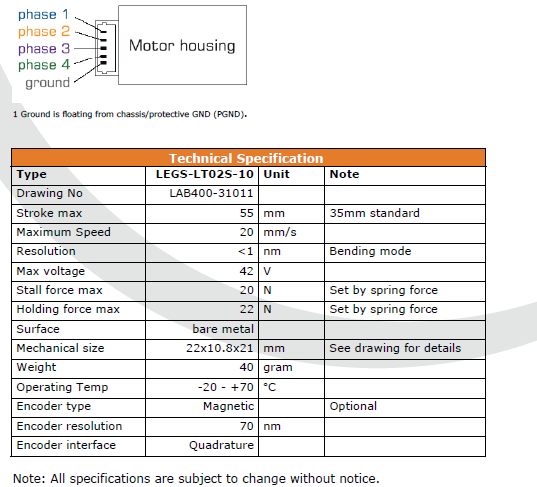 phase 1
phase 2
phase 3
phase 4
ground
Motor housing
1 Ground is floating from chassis/protective GND (PGND).
Technical Specification
Type LEGS-LT02S-10 Unit Note
Drawing No LAB400-31011
Stroke max 55 mm 35mm standard
Maximum Speed 20 mm/s
Resolution <1 nm Bending mode
Max voltage 42 V
Stall force max 20 N Set by spring force
Holding force max 22 N Set by spring force
Surface bare metal
Mechanical size 22x10.8x21 mm See drawing for details
Weight 40 gram
Operating Temp -20 - +70 °C
Encoder type Magnetic Optional
Encoder resolution 70 nm
Encoder interface Quadrature
Note: All specifications are subject to change without notice.